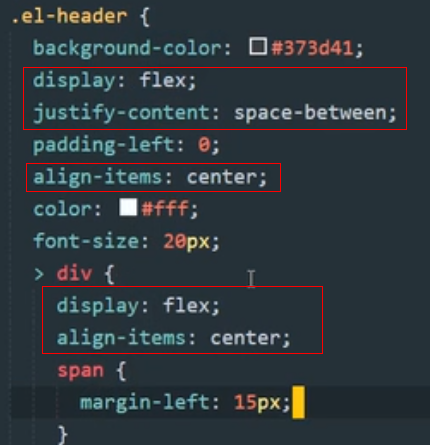 .el-header {
background-color: #373d41;
display: flex;
justify-content: space-between;
padding-left: 0;
align-items: center;
color: #fff;
font-size: 20px;
> div {
display: flex;
align-items: center;
span {
margin-left: 15px;
}